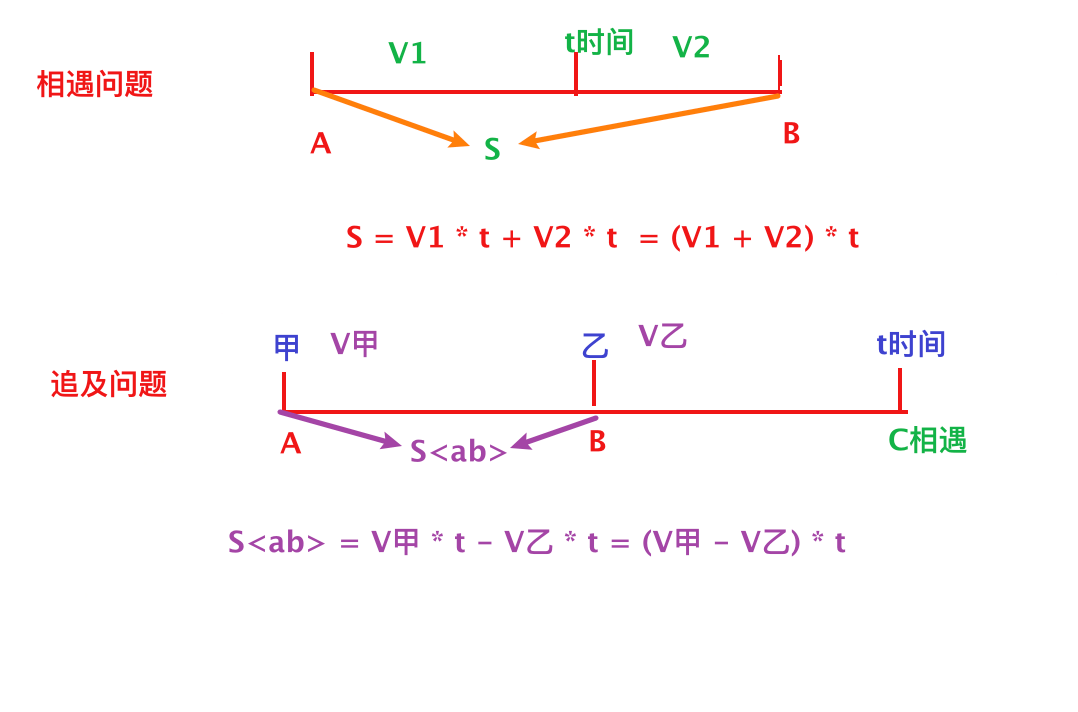 V1 t时间 V2
相遇问题
A S B
S = V1 * t + V2 * t = (V1 + V2) * t
甲 V甲 乙 V乙 t时间
追及问题
A S<ab> B C相遇
S<ab> = V甲 * t - V乙 * t = (V甲 - V乙) * t